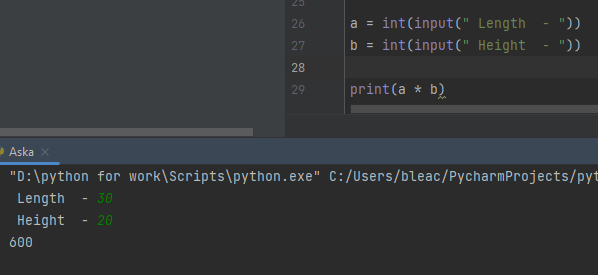 25
26 a = int(input(" Length  - "))
27 b = int(input(" Height  - "))
28
29 print(a * b)
Aska ×
"D:\python for work\Scripts\python.exe" C:/Users/bleac/PycharmProjects/pyt
Length  - 30
Height  - 20
600